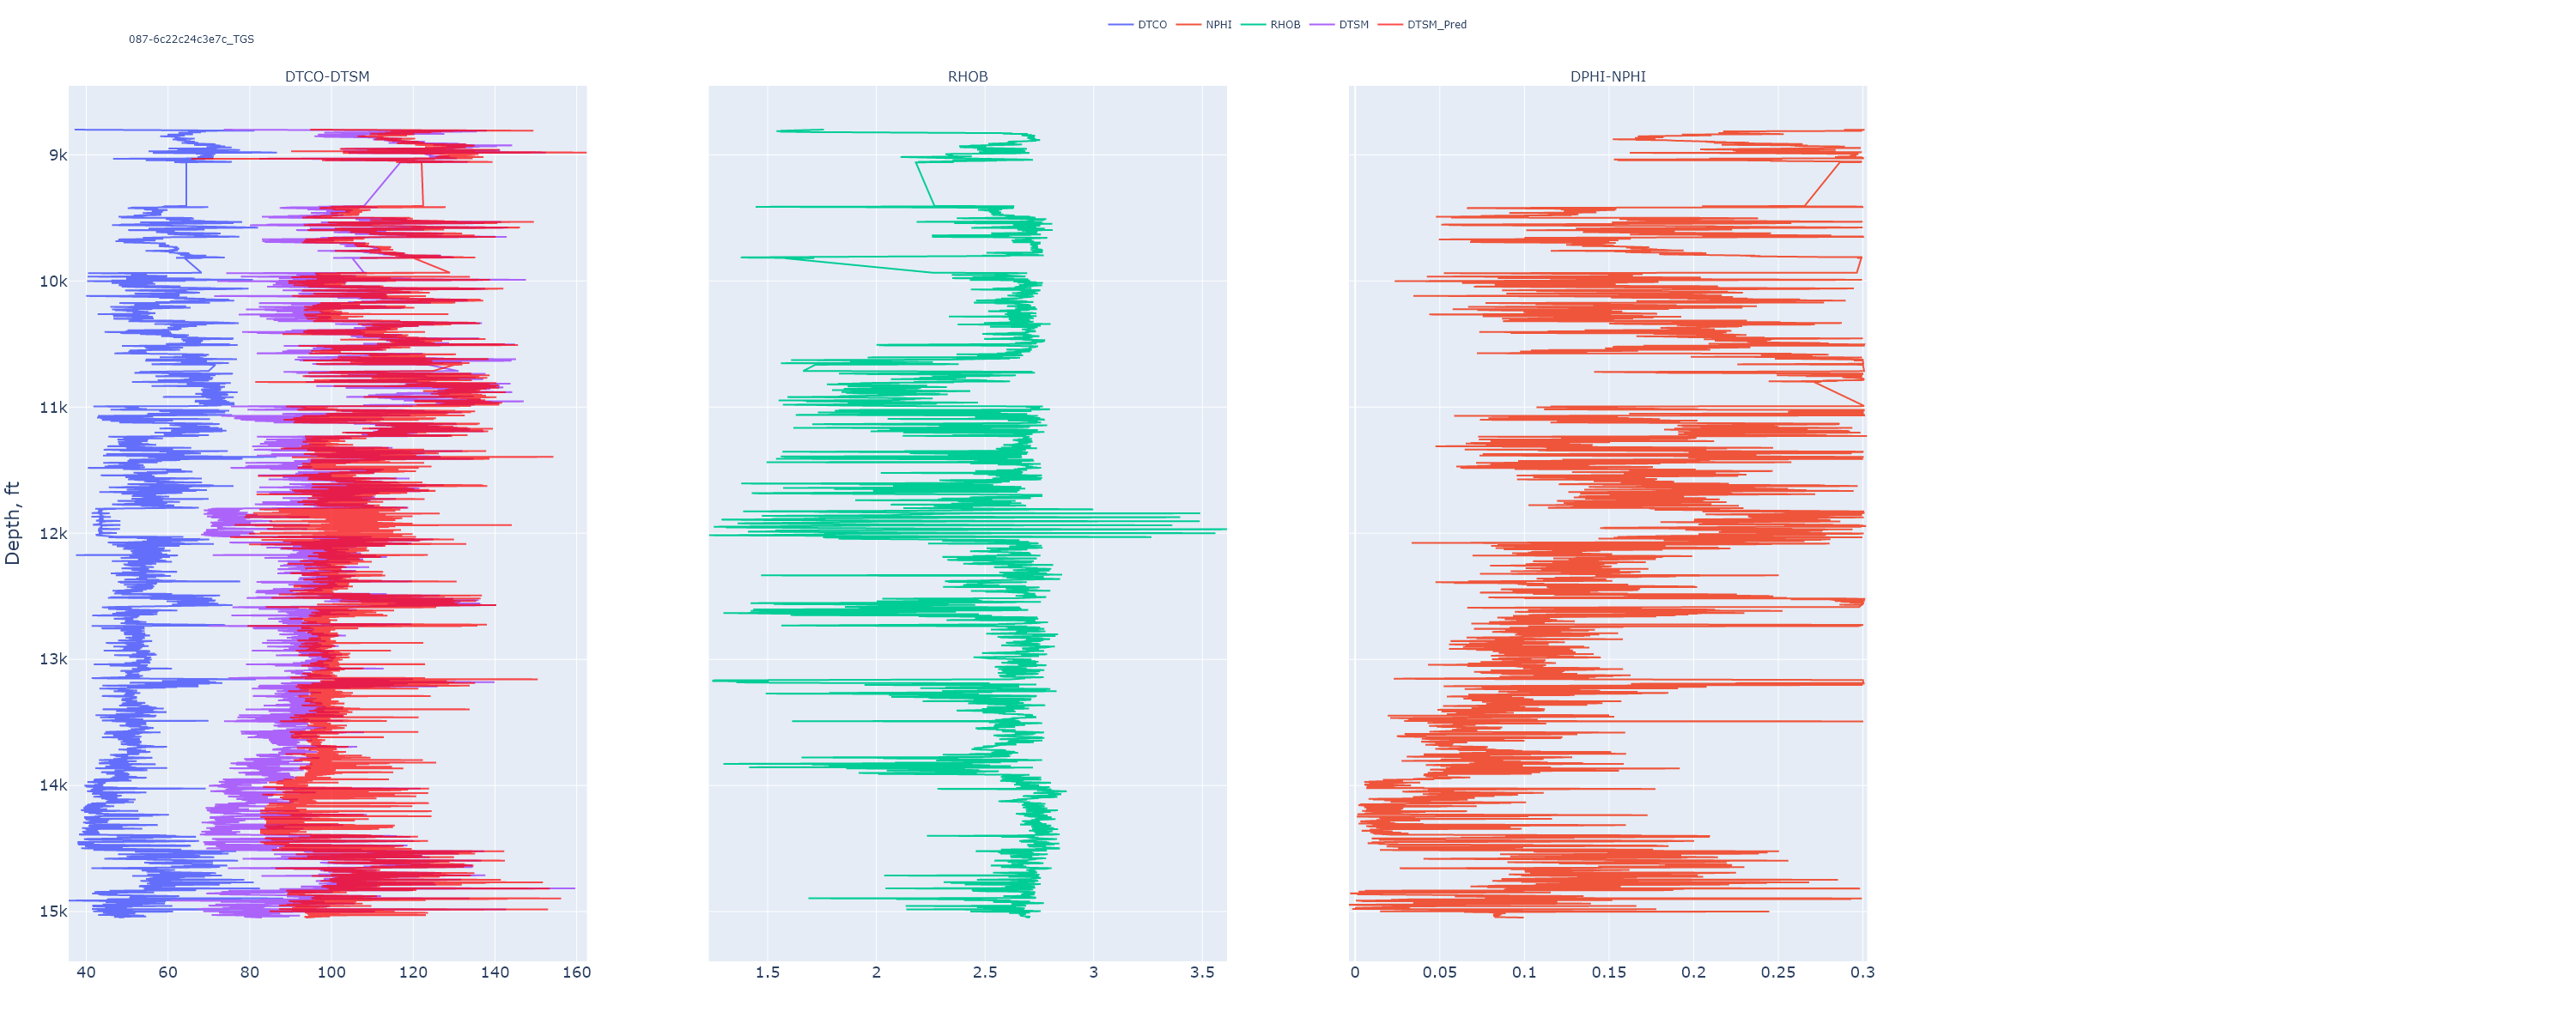 DTCO NPHI RHOB DTSM DTSM_Pred
087-6c22c24c3e7c_TGS
DTCO-DTSM RHOB DPHI-NPHI
Depth, ft
9k
10k
11k
12k
13k
14k
15k
40 60 80 100 120 140 160
1.5 2 2.5 3 3.5
0 0.05 0.1 0.15 0.2 0.25 0.3